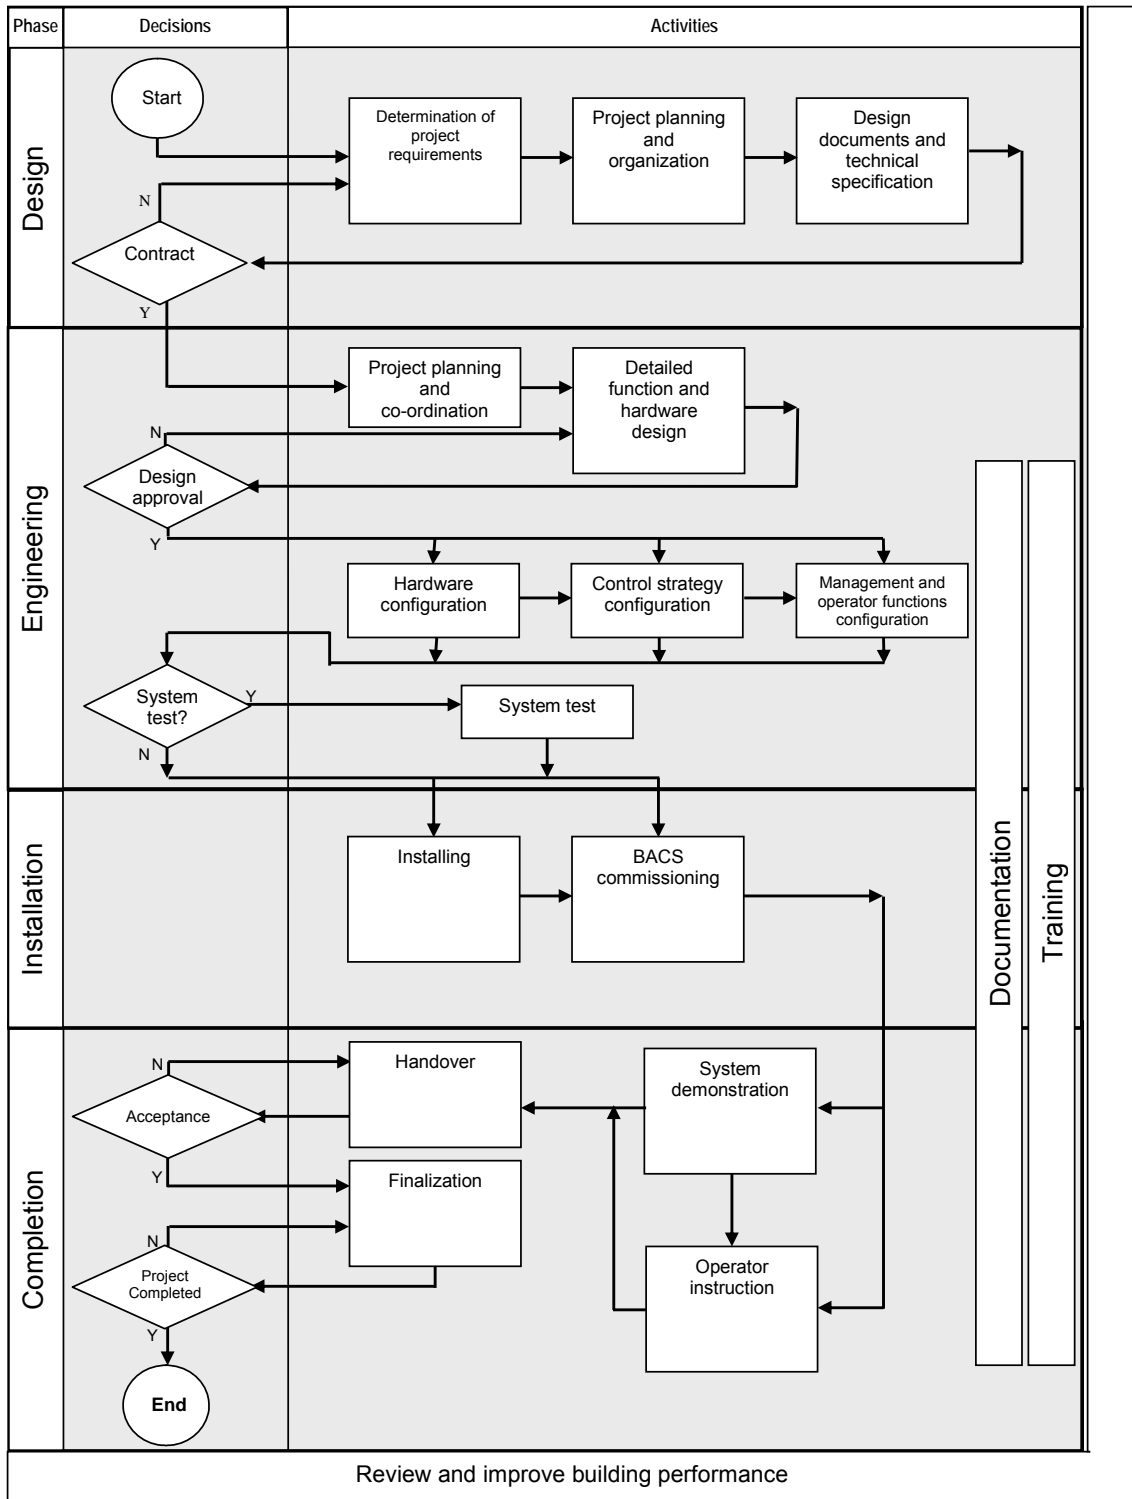 Phase
Decisions
Activities
Design
Start
Determination of
project
requirements
Project planning
and
organization
Design
documents and
technical
specification
N
Contract
Y
Engineering
Project planning
and
co-ordination
Detailed
function and
hardware
design
N
Design
approval
Y
Hardware
configuration
Control strategy
configuration
Management and
operator functions
configuration
System
test?
Y
System test
N
Installation
Installing
BACS
commissioning
Documentation
Training
Completion
N
Handover
System
demonstration
Acceptance
Y
Finalization
N
Project
Completed
Operator
instruction
Y
End
Review and improve building performance